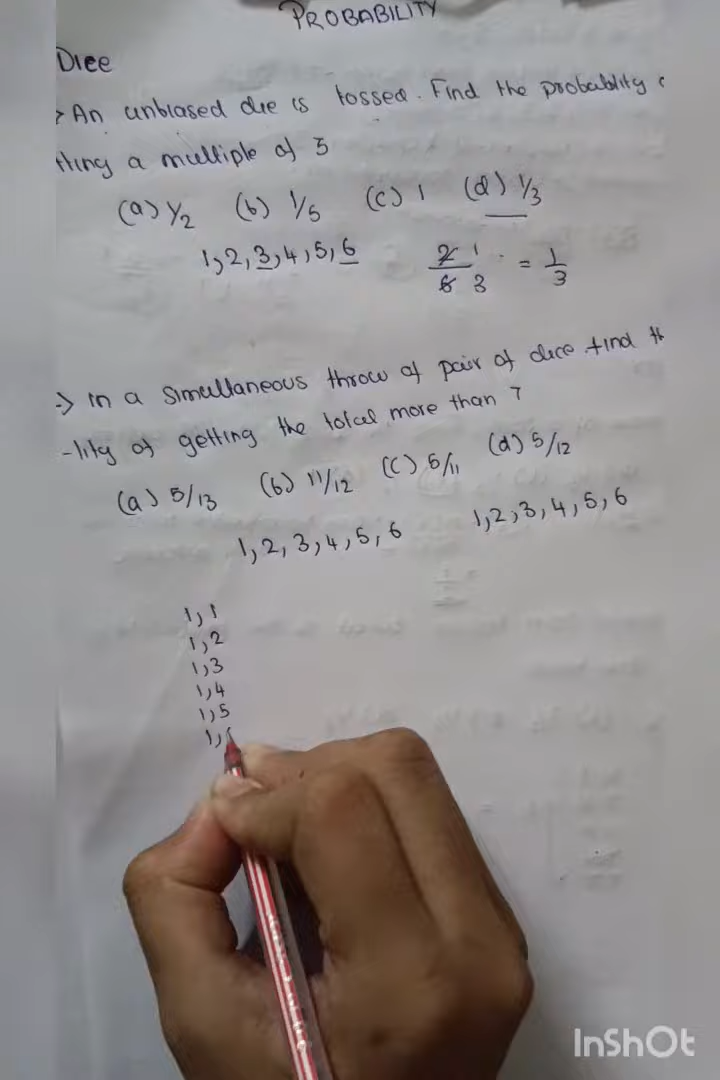 PROBABILITY
Dice
> An unbiased die is tossed. Find the probability o
tting a multiple of 3
(a) 1/2 (b) 1/5 (c) 1 (d) 1/3
1, 2, 3, 4, 5, 6 2/6 1 3 = 1/3
-> in a simultaneous throw of pair of dice find th
-lity of getting the total more than 7
(a) 5/13 (b) 11/12 (c) 5/11 (d) 5/12
1, 2, 3, 4, 5, 6 1, 2, 3, 4, 5, 6
1, 1
1, 2
1, 3
1, 4
1, 5
1,
InShOt